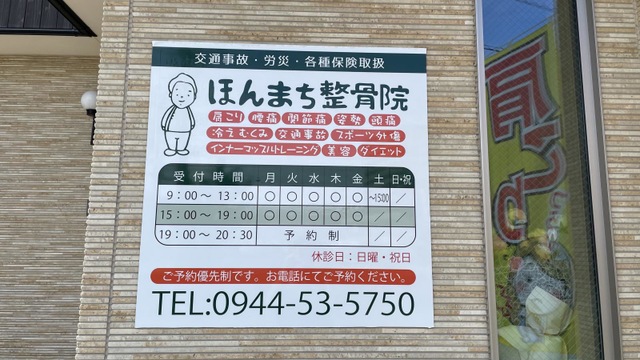 交通事故・労災・各種保険取扱
ほんまち整骨院
肩こり 腰痛 関節痛 姿勢 頭痛
冷えむくみ 交通事故 スポーツ外傷
インナーマッスルトレーニング 美容 ダイエット
受付時間 月 火 水 木 金 土 日・祝
9:00〜13:00 ○ ○ ○ ○ ○ 〜15:00 ／
15:00〜19:00 ○ ○ ○ ○ ○ ／ ／
19:00〜20:30 予約制 ／ ／
休診日:日曜・祝日
ご予約優先制です。お電話にてご予約ください。
TEL:0944-53-5750